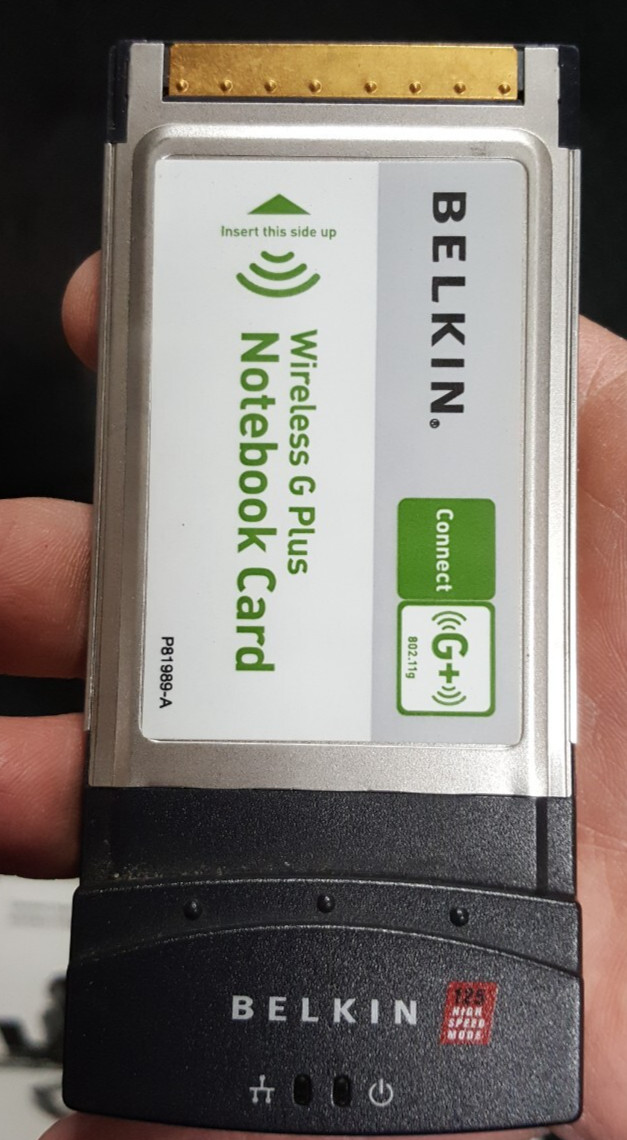 BELKIN®
Connect
G+
802.11g
Insert this side up
Wireless G Plus
Notebook Card
P81989-A
BELKIN
125
HIGH
SPEED
MODE